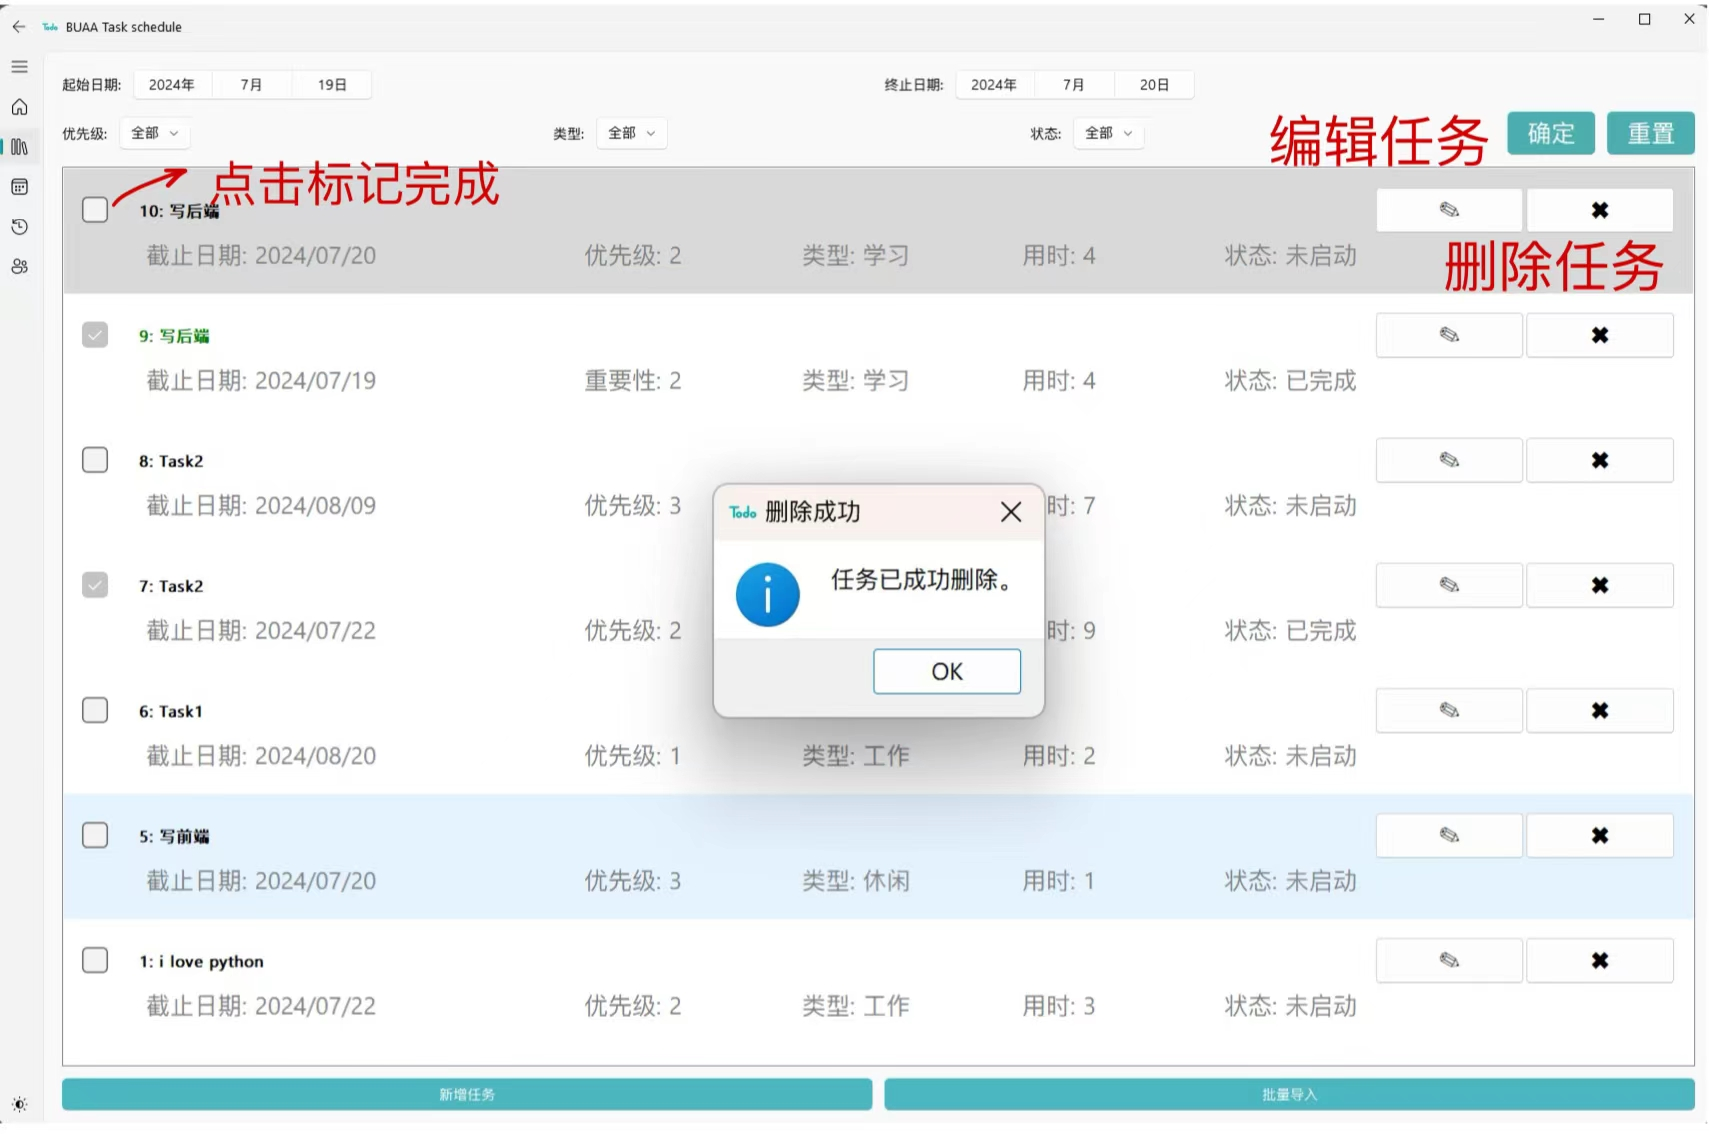 Todo BUAA Task schedule
起始日期: 2024年 7月 19日 终止日期: 2024年 7月 20日
优先级: 全部 类型: 全部 状态: 全部 编辑任务 确定 重置
点击标记完成
10: 写后端
截止日期: 2024/07/20 优先级: 2 类型: 学习 用时: 4 状态: 未启动 删除任务
9: 写后端
截止日期: 2024/07/19 重要性: 2 类型: 学习 用时: 4 状态: 已完成
8: Task2
截止日期: 2024/08/09 优先级: 3 时: 7 状态: 未启动
7: Task2
截止日期: 2024/07/22 优先级: 2 时: 9 状态: 已完成
Todo 删除成功
任务已成功删除。
OK
6: Task1
截止日期: 2024/08/20 优先级: 1 类型: 工作 用时: 2 状态: 未启动
5: 写前端
截止日期: 2024/07/20 优先级: 3 类型: 休闲 用时: 1 状态: 未启动
1: i love python
截止日期: 2024/07/22 优先级: 2 类型: 工作 用时: 3 状态: 未启动
新增任务 批量导入